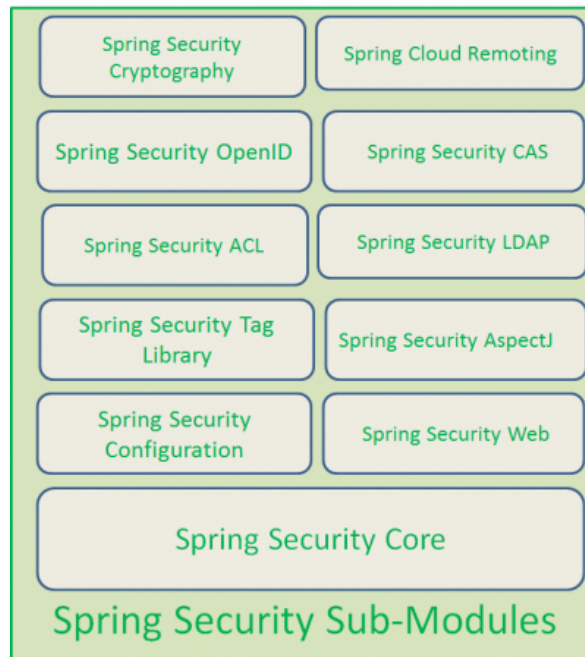 Spring Security
Cryptography
Spring Cloud Remoting
Spring Security OpenID
Spring Security CAS
Spring Security ACL
Spring Security LDAP
Spring Security Tag
Library
Spring Security AspectJ
Spring Security
Configuration
Spring Security Web
Spring Security Core
Spring Security Sub-Modules